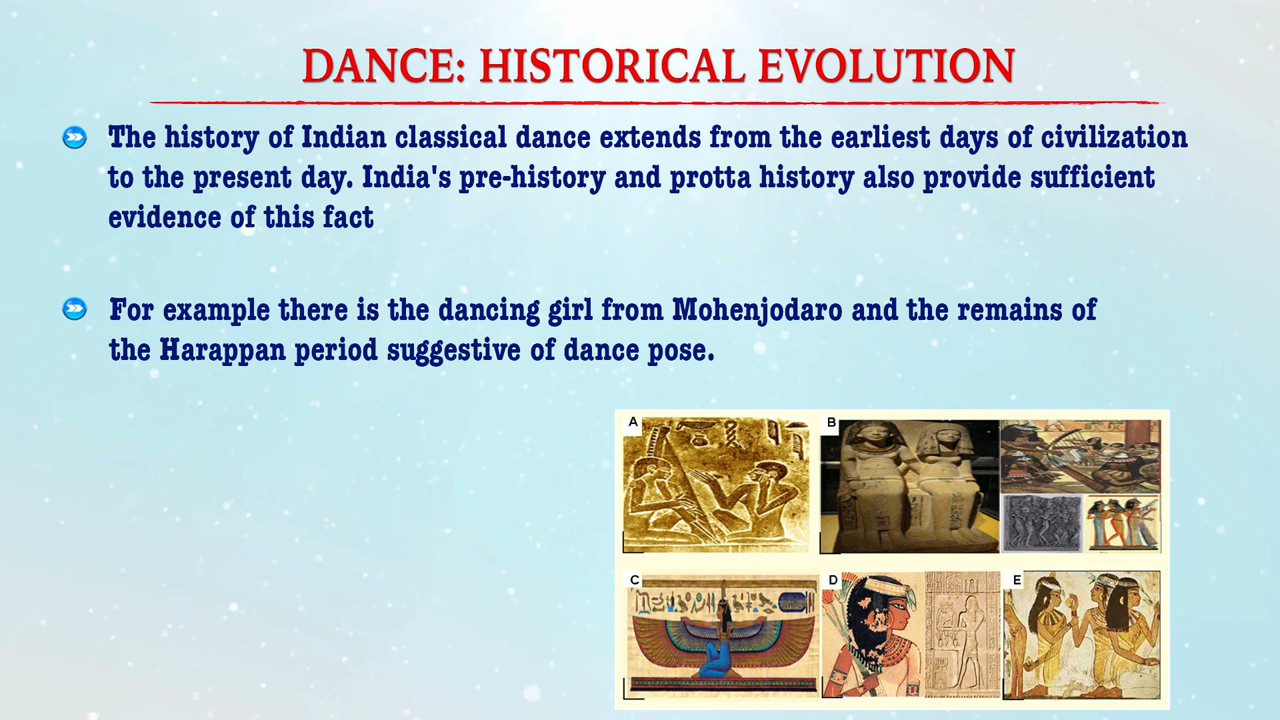 DANCE: HISTORICAL EVOLUTION
The history of Indian classical dance extends from the earliest days of civilization
to the present day. India's pre-history and protta history also provide sufficient
evidence of this fact
For example there is the dancing girl from Mohenjodaro and the remains of
the Harappan period suggestive of dance pose.
A
B
C
D
E